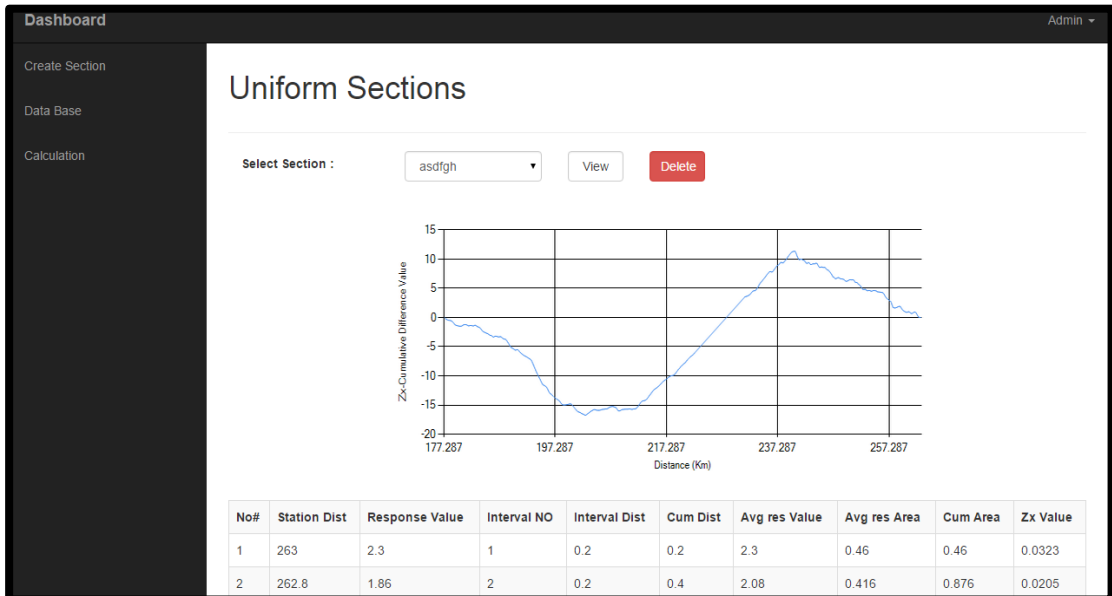 Dashboard Admin
Create Section
Data Base
Calculation
Uniform Sections
Select Section : asdfgh View Delete
15
10
5
0
-5
-10
-15
-20
Zx-Cumulative Difference Value
177.287 197.287 217.287 237.287 257.287
Distance (Km)
No# Station Dist Response Value Interval NO Interval Dist Cum Dist Avg res Value Avg res Area Cum Area Zx Value
1 263 2.3 1 0.2 0.2 2.3 0.46 0.46 0.0323
2 262.8 1.86 2 0.2 0.4 2.08 0.416 0.876 0.0205